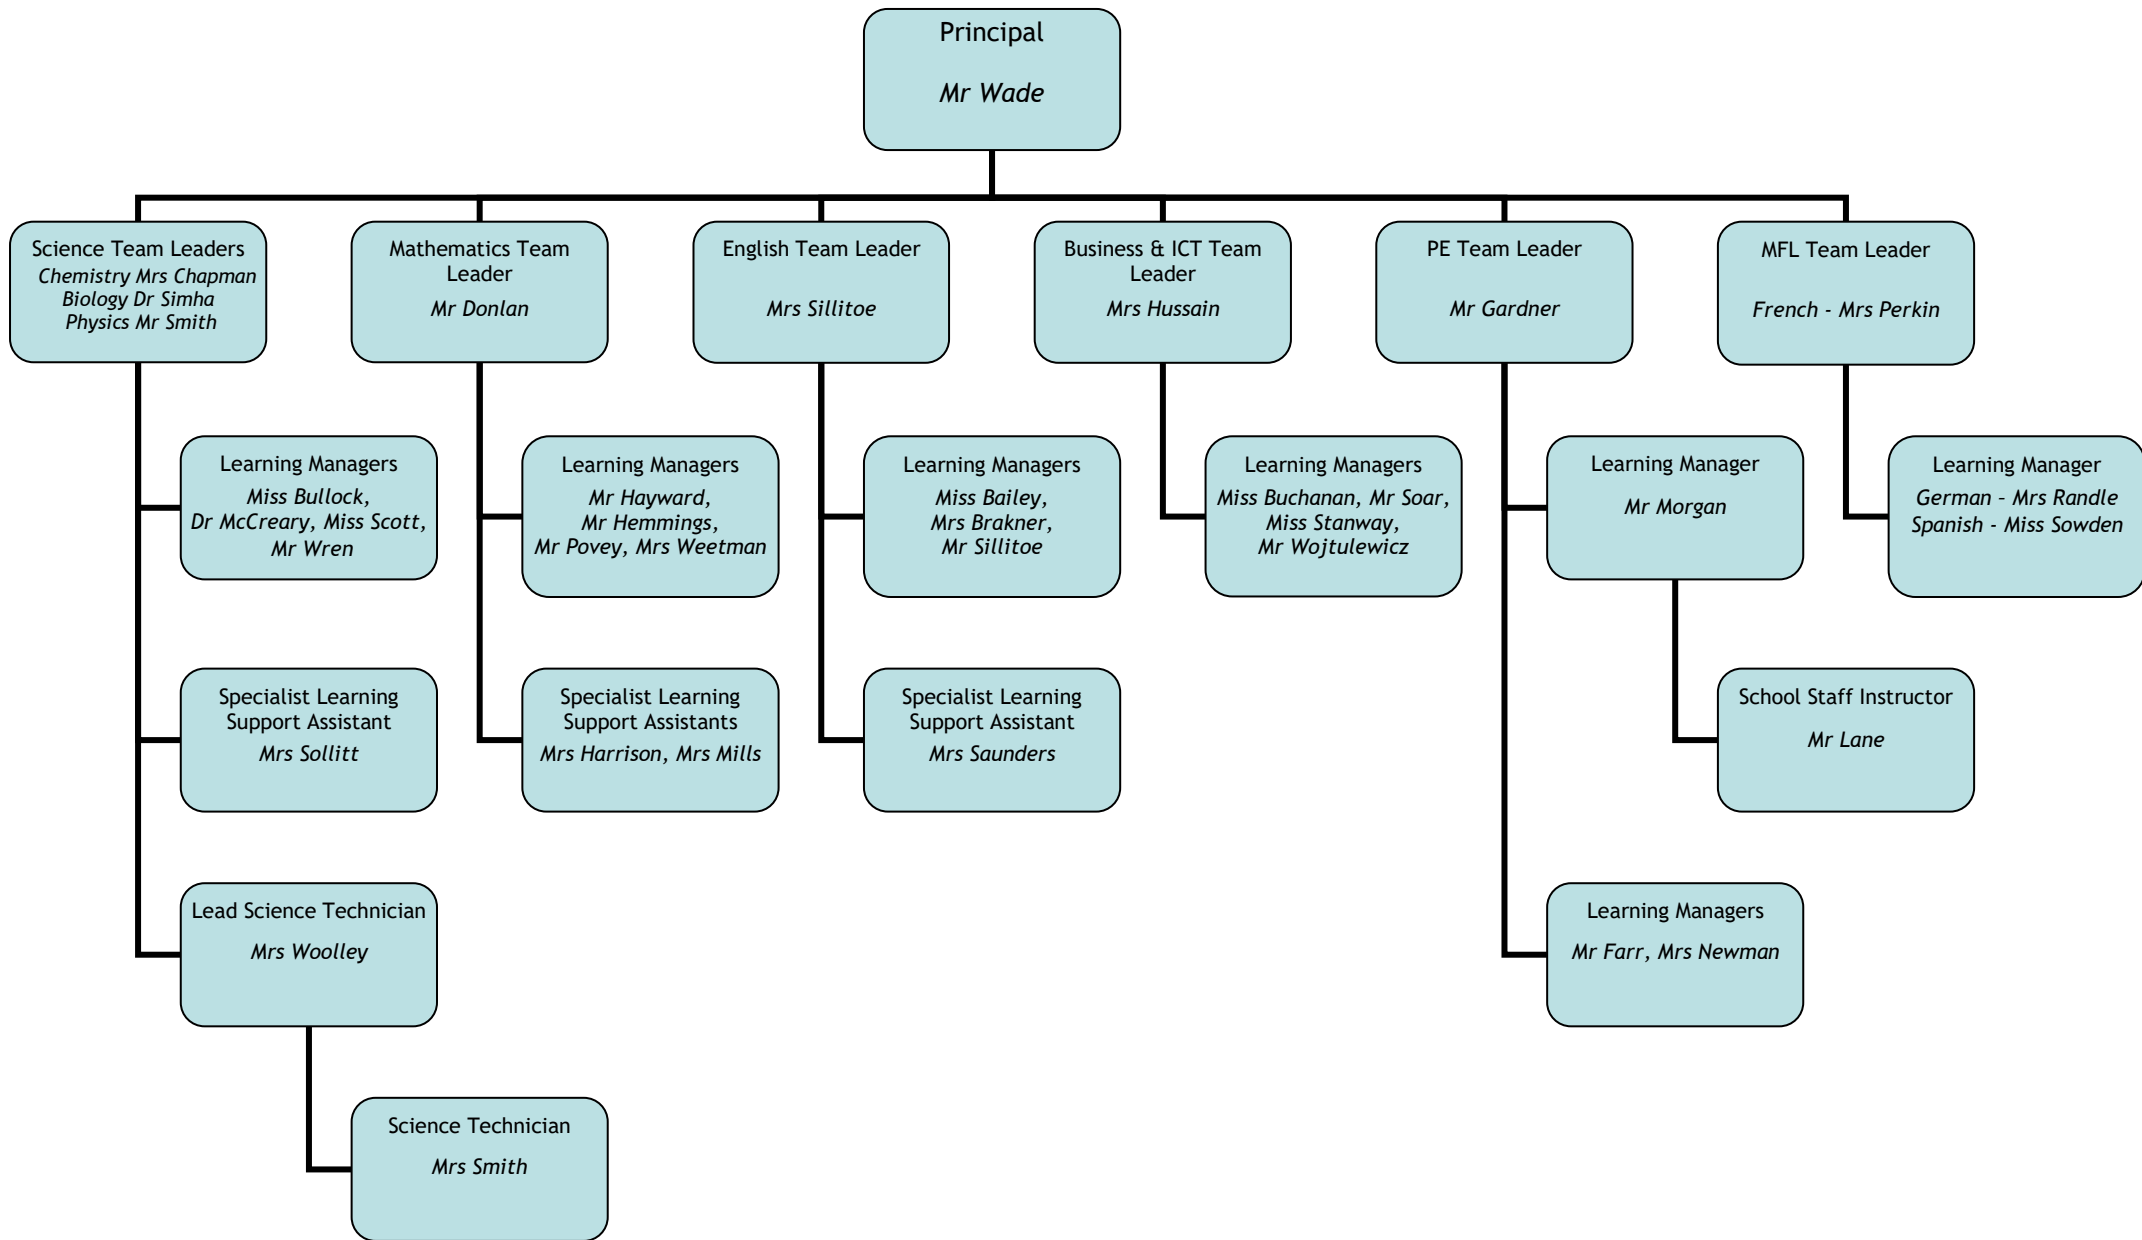 Principal
Mr Wade
Science Team Leaders
Chemistry Mrs Chapman
Biology Dr Simha
Physics Mr Smith
Mathematics Team
Leader
Mr Donlan
English Team Leader
Mrs Sillitoe
Business & ICT Team
Leader
Mrs Hussain
PE Team Leader
Mr Gardner
MFL Team Leader
French - Mrs Perkin
Learning Managers
Miss Bullock,
Dr McCreary, Miss Scott,
Mr Wren
Learning Managers
Mr Hayward,
Mr Hemmings,
Mr Povey, Mrs Weetman
Learning Managers
Miss Bailey,
Mrs Brakner,
Mr Sillitoe
Learning Managers
Miss Buchanan, Mr Soar,
Miss Stanway,
Mr Wojtulewicz
Learning Manager
Mr Morgan
Learning Manager
German – Mrs Randle
Spanish - Miss Sowden
Specialist Learning
Support Assistant
Mrs Sollitt
Specialist Learning
Support Assistants
Mrs Harrison, Mrs Mills
Specialist Learning
Support Assistant
Mrs Saunders
School Staff Instructor
Mr Lane
Lead Science Technician
Mrs Woolley
Learning Managers
Mr Farr, Mrs Newman
Science Technician
Mrs Smith